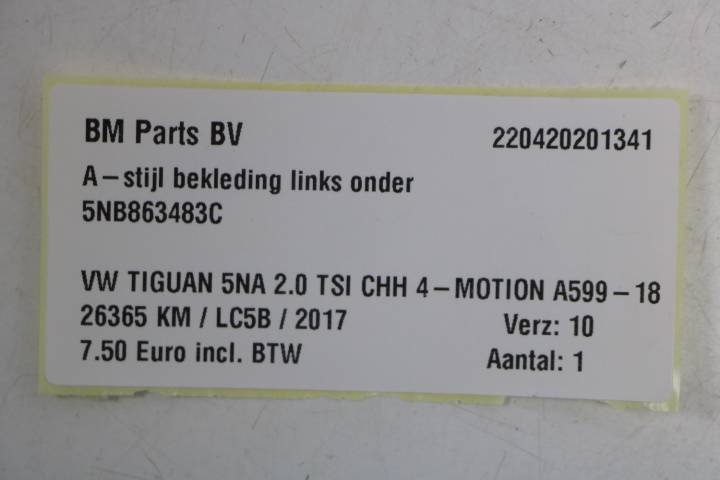 BM Parts BV 220420201341
A-stijl bekleding links onder
5NB863483C
VW TIGUAN 5NA 2.0 TSI CHH 4-MOTION A599-18
26365 KM / LC5B / 2017 Verz: 10
7.50 Euro incl. BTW Aantal: 1